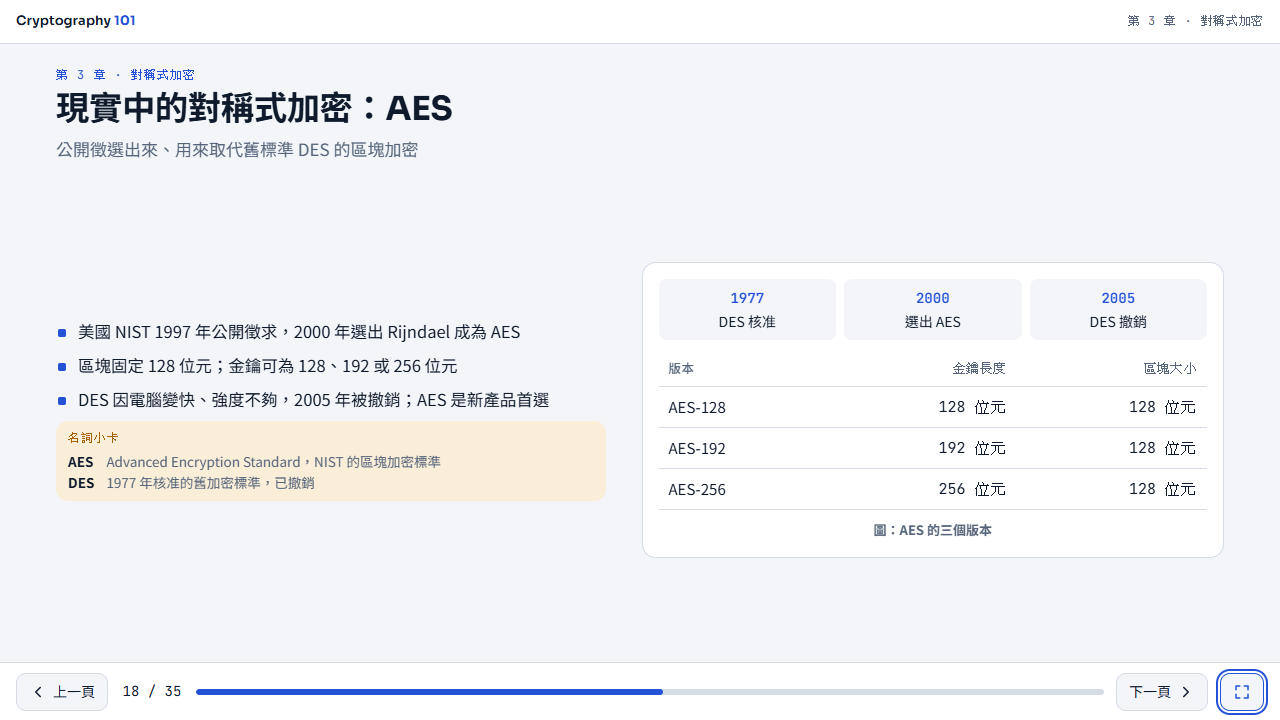 Cryptography 101
第 3 章 · 對稱式加密
第 3 章 · 對稱式加密
現實中的對稱式加密：AES
公開徵選出來、用來取代舊標準 DES 的區塊加密
美國 NIST 1997 年公開徵求，2000 年選出 Rijndael 成為 AES
區塊固定 128 位元；金鑰可為 128、192 或 256 位元
DES 因電腦變快、強度不夠，2005 年被撤銷；AES 是新產品首選
名詞小卡
AES Advanced Encryption Standard，NIST 的區塊加密標準
DES 1977 年核准的舊加密標準，已撤銷
1977 2000 2005
DES 核准 選出 AES DES 撤銷
版本 金鑰長度 區塊大小
AES-128 128 位元 128 位元
AES-192 192 位元 128 位元
AES-256 256 位元 128 位元
圖：AES 的三個版本
上一頁 18 / 35 下一頁